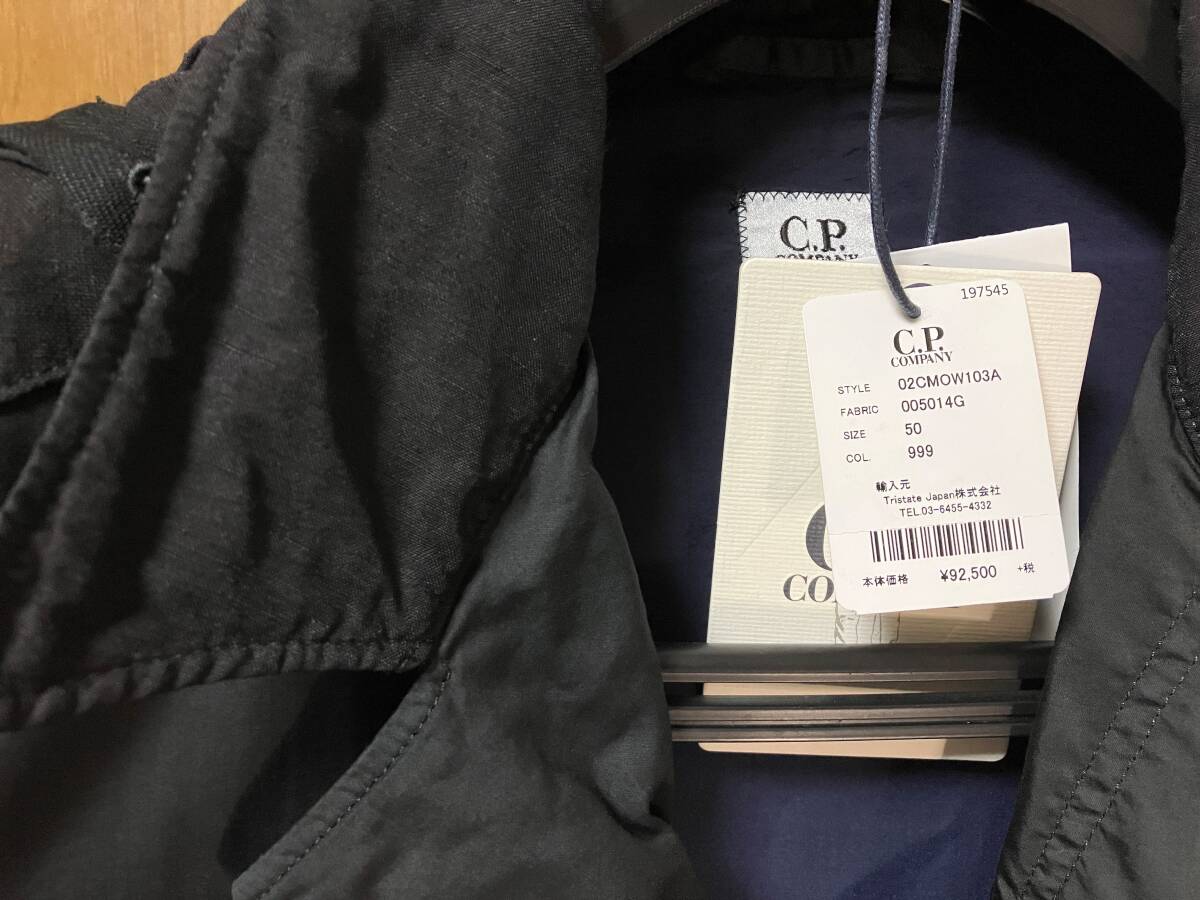 C.P.
COMPANY
197545
C.P.
COMPANY
STYLE 02CMOW103A
FABRIC 005014G
SIZE 50
COL. 999
輸入元
Tristate Japan株式会社
TEL.03-6455-4332
本体価格 ¥92,500 +税